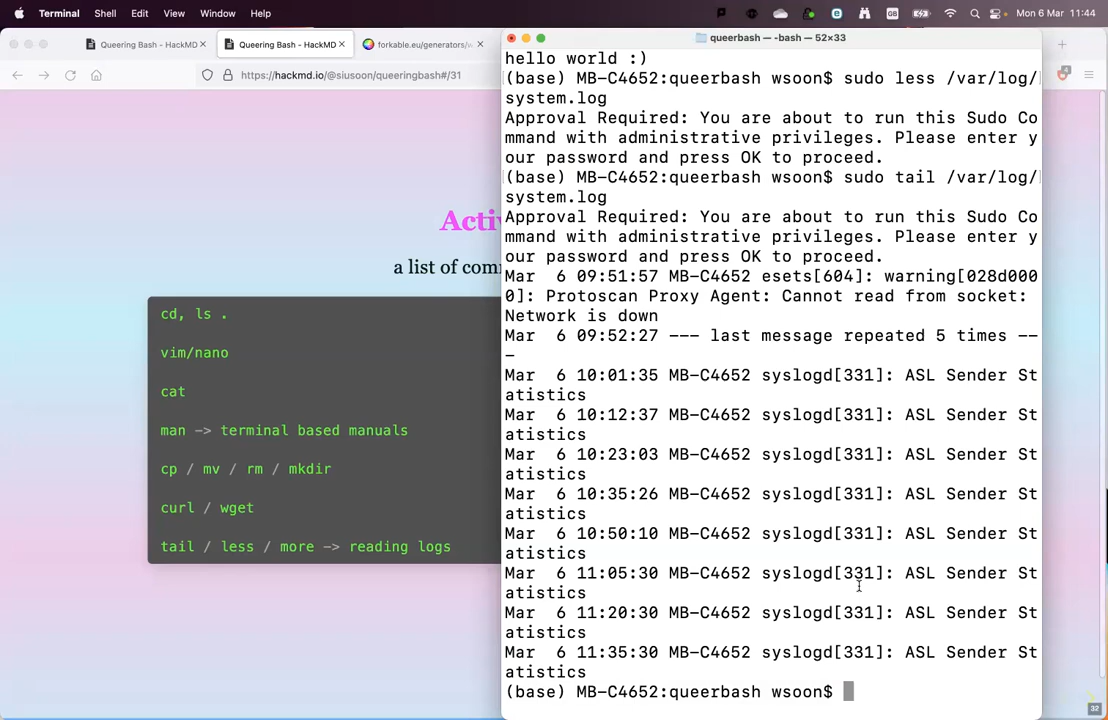 Terminal Shell Edit View Window Help GB Mon 6 Mar 11:44
Queering Bash - HackMD
Queering Bash - HackMD
forkable.eu/generators/w
https://hackmd.io/@siusoon/queeringbash#/31
4
Activ
a list of com
cd, ls .
vim/nano
cat
man -> terminal based manuals
cp / mv / rm / mkdir
curl / wget
tail / less / more -> reading logs
queerbash — -bash — 52×33
hello world :)
(base) MB-C4652:queerbash wsoon$ sudo less /var/log/
system.log
Approval Required: You are about to run this Sudo Co
mmand with administrative privileges. Please enter y
our password and press OK to proceed.
(base) MB-C4652:queerbash wsoon$ sudo tail /var/log/
system.log
Approval Required: You are about to run this Sudo Co
mmand with administrative privileges. Please enter y
our password and press OK to proceed.
Mar  6 09:51:57 MB-C4652 esets[604]: warning[028d000
0]: Protoscan Proxy Agent: Cannot read from socket:
Network is down
Mar  6 09:52:27 --- last message repeated 5 times --
-
Mar  6 10:01:35 MB-C4652 syslogd[331]: ASL Sender St
atistics
Mar  6 10:12:37 MB-C4652 syslogd[331]: ASL Sender St
atistics
Mar  6 10:23:03 MB-C4652 syslogd[331]: ASL Sender St
atistics
Mar  6 10:35:26 MB-C4652 syslogd[331]: ASL Sender St
atistics
Mar  6 10:50:10 MB-C4652 syslogd[331]: ASL Sender St
atistics
Mar  6 11:05:30 MB-C4652 syslogd[331]: ASL Sender St
atistics
Mar  6 11:20:30 MB-C4652 syslogd[331]: ASL Sender St
atistics
Mar  6 11:35:30 MB-C4652 syslogd[331]: ASL Sender St
atistics
(base) MB-C4652:queerbash wsoon$
32